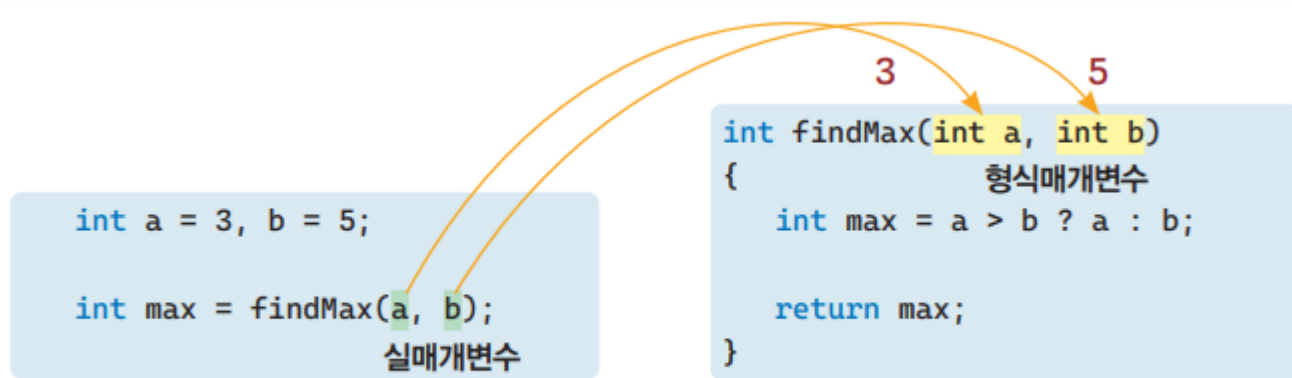 int a = 3, b = 5;
int max = findMax(a, b);
실매개변수
3 5
int findMax(int a, int b)
{ 형식매개변수
int max = a > b ? a : b;
return max;
}